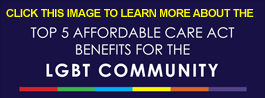 CLICK THIS IMAGE TO LEARN MORE ABOUT THE
TOP 5 AFFORDABLE CARE ACT
BENEFITS FOR THE
LGBT COMMUNITY